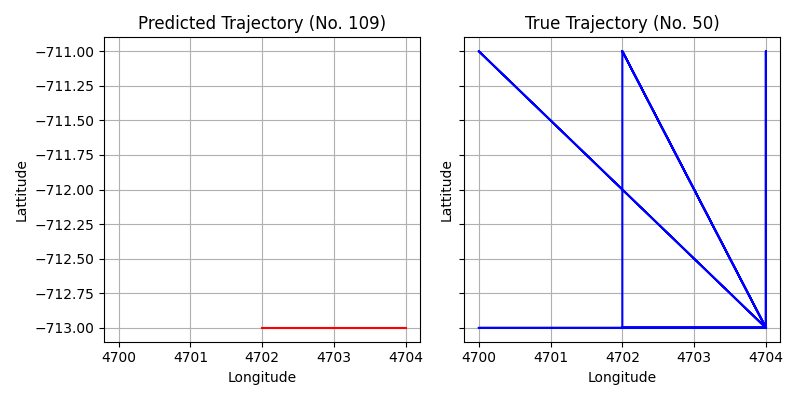 Predicted Trajectory (No. 109)
Lattitude
−711.00
−711.25
−711.50
−711.75
−712.00
−712.25
−712.50
−712.75
−713.00
4700 4701 4702 4703 4704
Longitude
True Trajectory (No. 50)
Lattitude
4700 4701 4702 4703 4704
Longitude